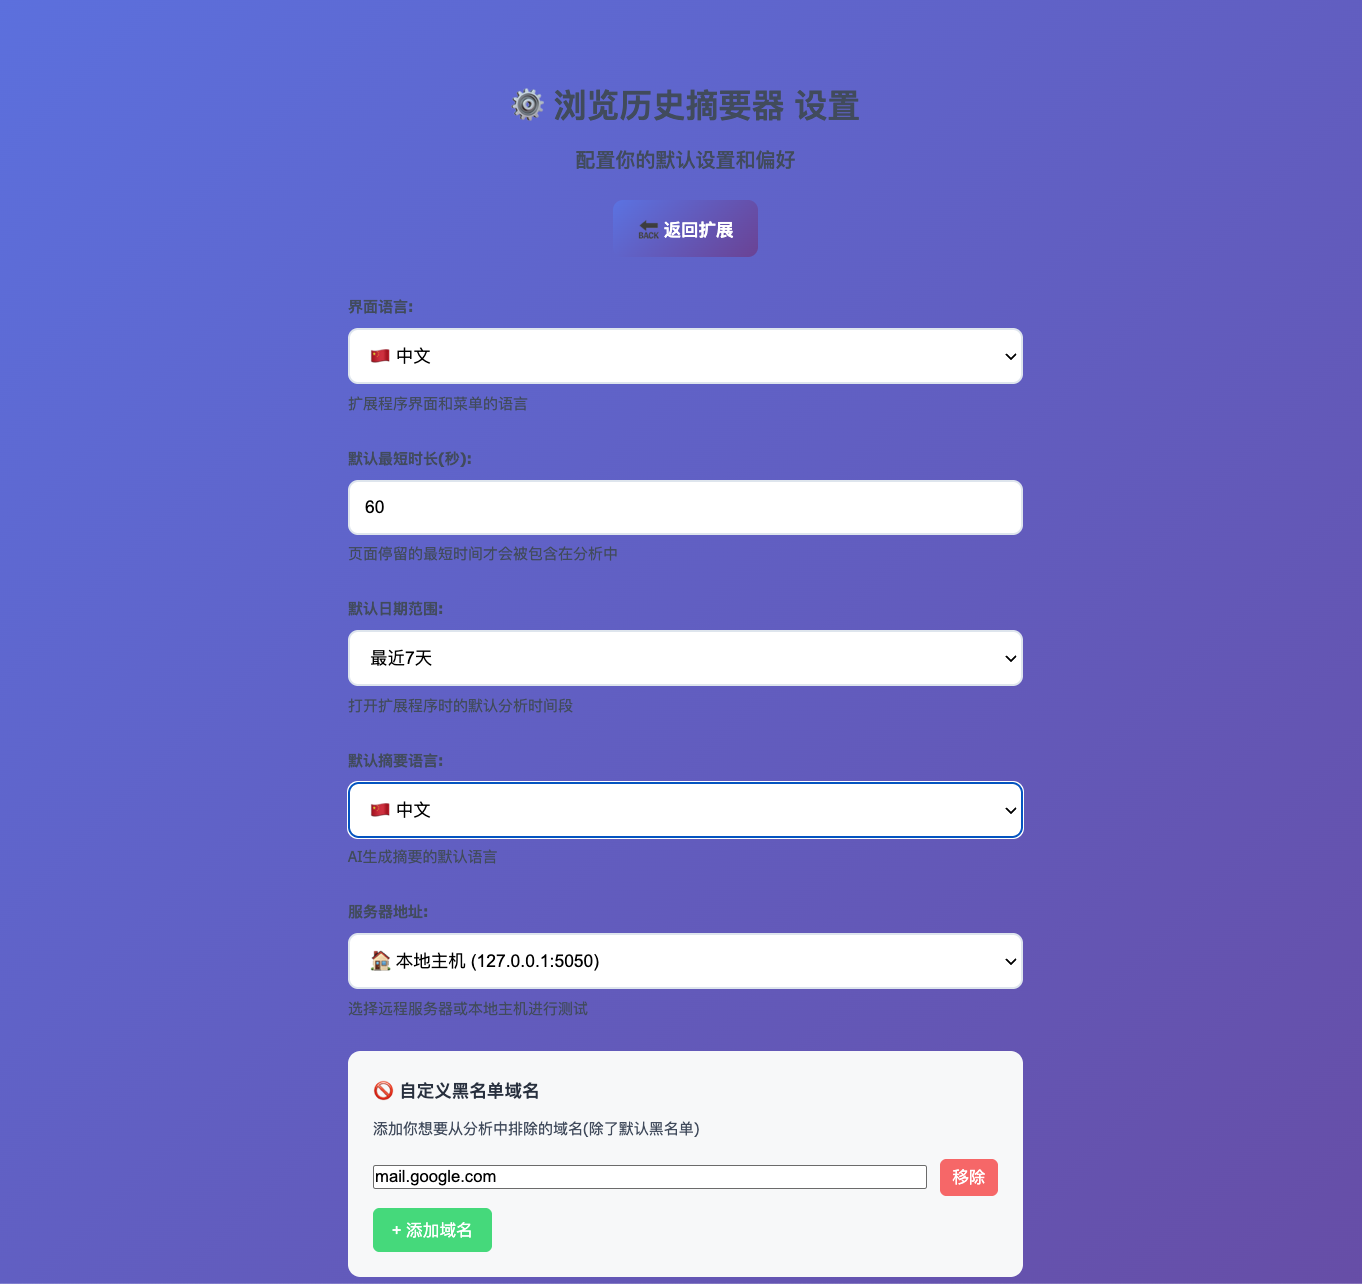 浏览历史摘要器 设置
配置你的默认设置和偏好
BACK 返回扩展
界面语言:
中文
扩展程序界面和菜单的语言
默认最短时长(秒):
60
页面停留的最短时间才会被包含在分析中
默认日期范围:
最近7天
打开扩展程序时的默认分析时间段
默认摘要语言:
中文
AI生成摘要的默认语言
服务器地址:
本地主机 (127.0.0.1:5050)
选择远程服务器或本地主机进行测试
自定义黑名单域名
添加你想要从分析中排除的域名(除了默认黑名单)
mail.google.com 移除
+ 添加域名